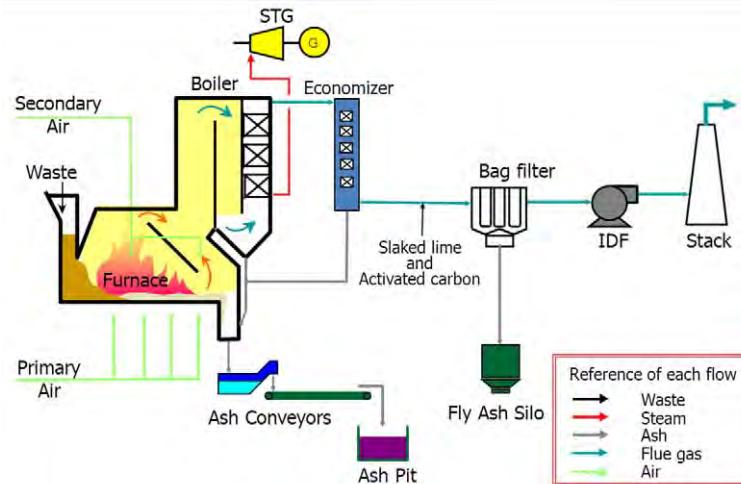 STG
G
Boiler
Economizer
Secondary
Air
Waste
Bag filter
Furnace
Slaked lime
and
Activated carbon
IDF
Stack
Primary
Air
Ash Conveyors
Fly Ash Silo
Ash Pit
Reference of each flow
Waste
Steam
Ash
Flue gas
Air